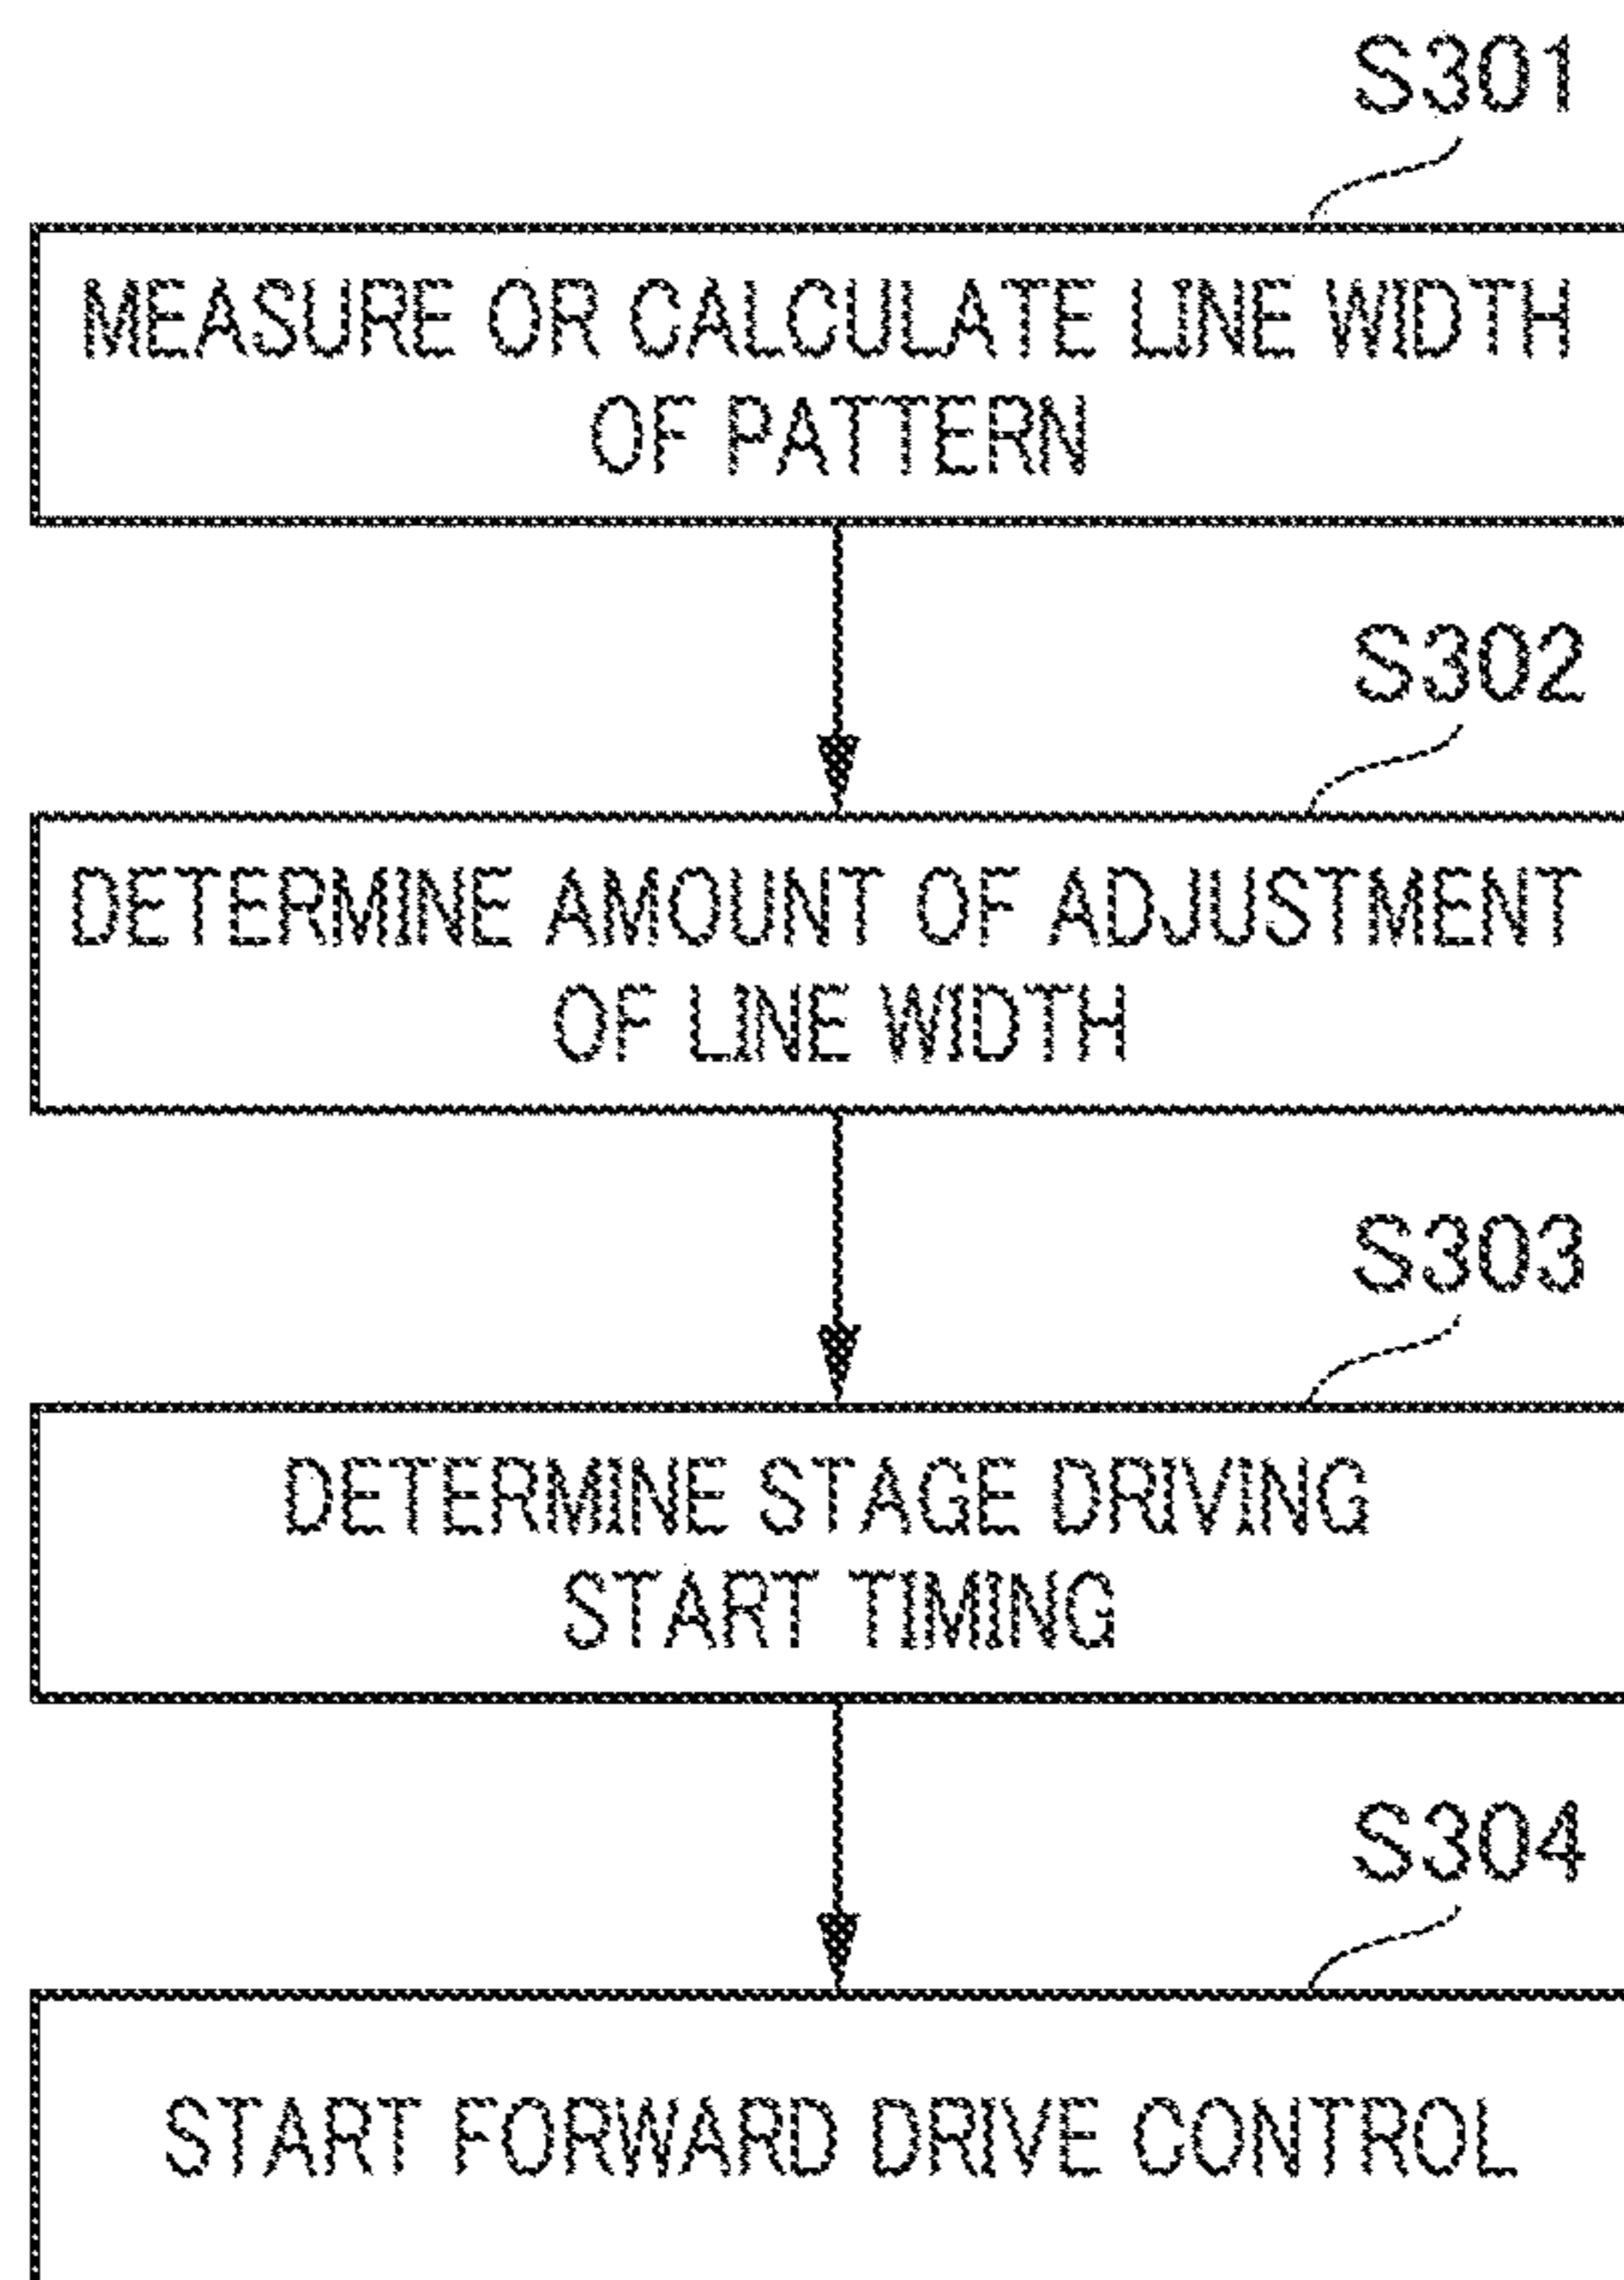 S301
MEASURE OR CALCULATE LINE WIDTH
OF PATTERN
S302
DETERMINE AMOUNT OF ADJUSTMENT
OF LINE WIDTH
S303
DETERMINE STAGE DRIVING
START TIMING
S304
START FORWARD DRIVE CONTROL